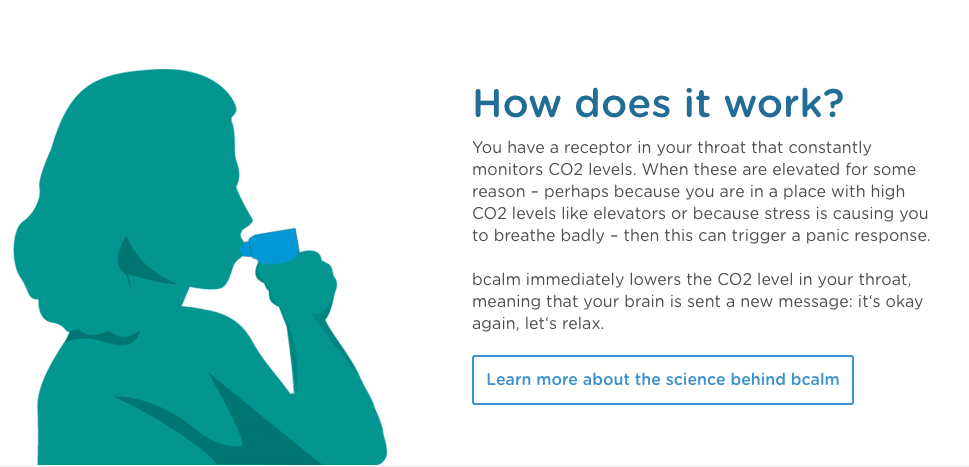 How does it work?
You have a receptor in your throat that constantly
monitors CO2 levels. When these are elevated for some
reason – perhaps because you are in a place with high
CO2 levels like elevators or because stress is causing you
to breathe badly – then this can trigger a panic response.
bcalm immediately lowers the CO2 level in your throat,
meaning that your brain is sent a new message: it‘s okay
again, let‘s relax.
Learn more about the science behind bcalm